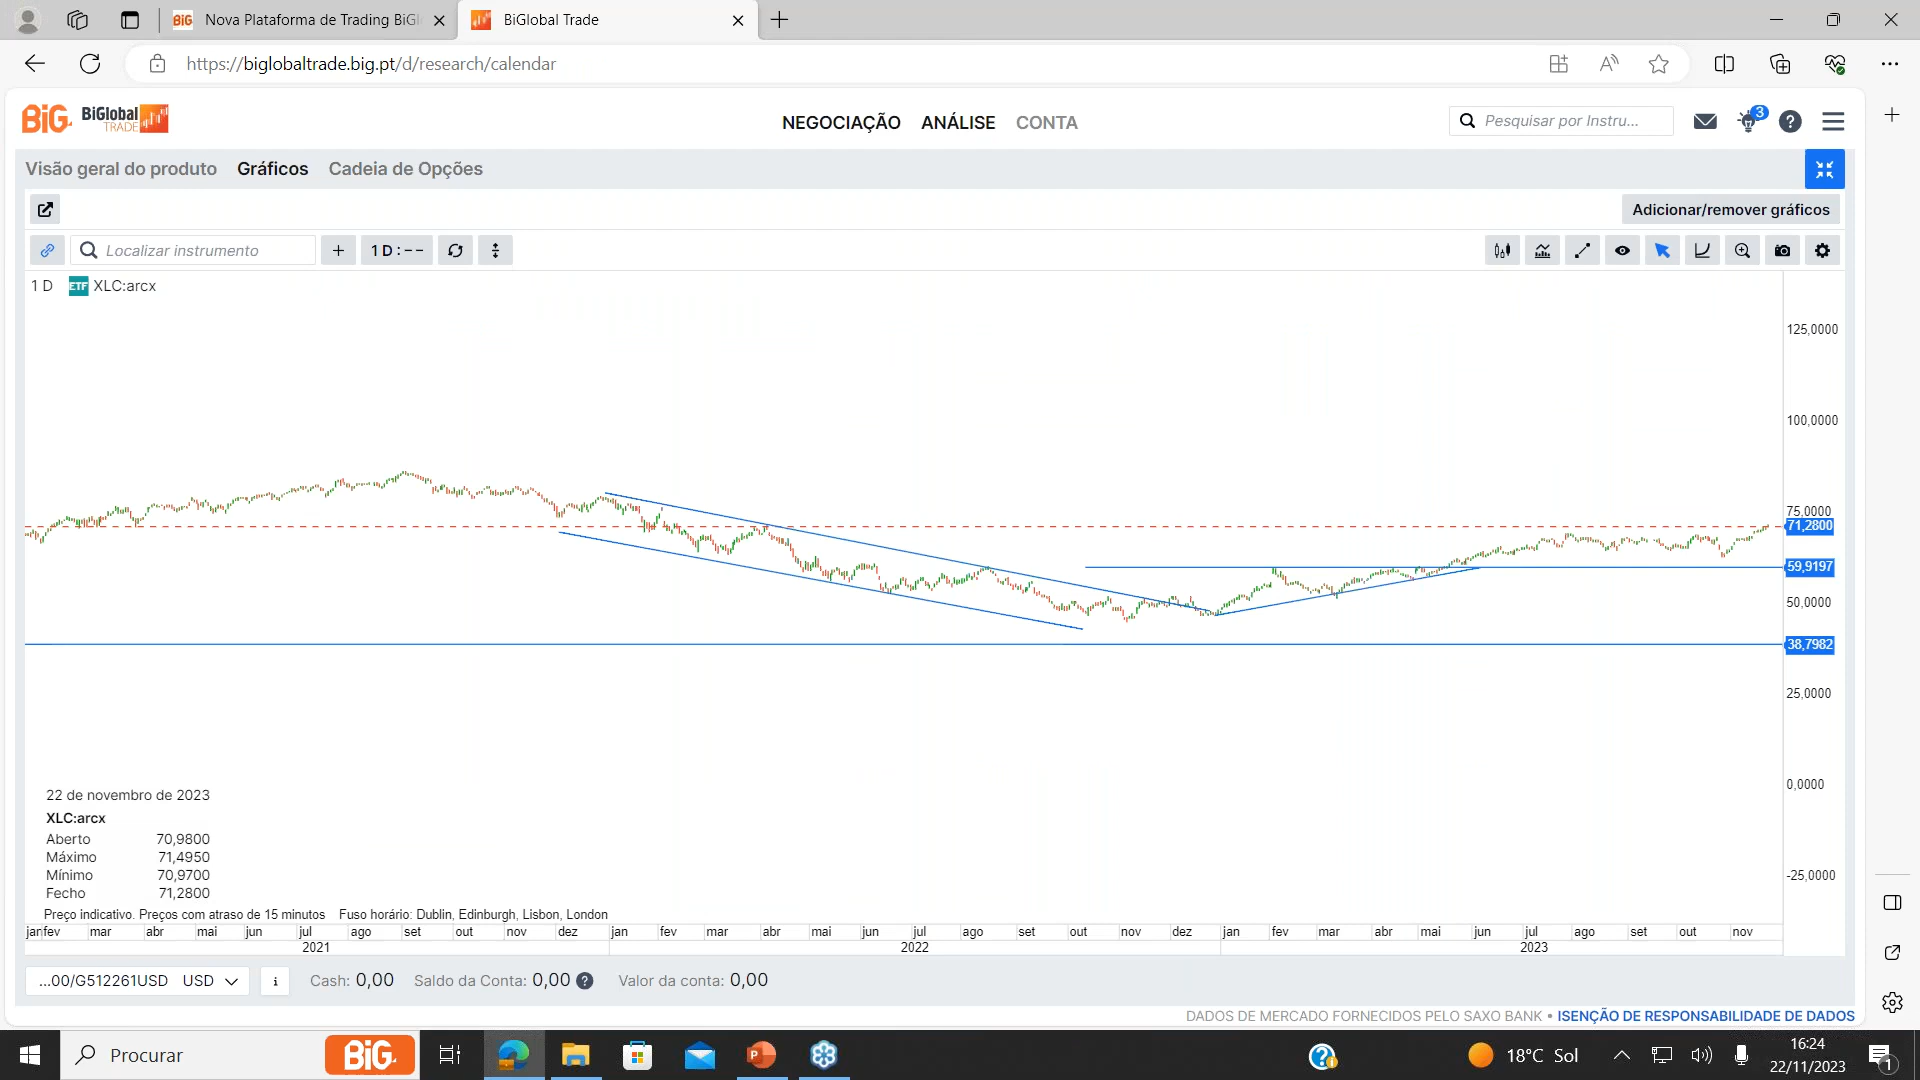 BiG Nova Plataforma de Trading BiGl
BiGlobal Trade
https://biglobaltrade.big.pt/d/research/calendar
BiG. BiGlobal TRADE
NEGOCIAÇÃO ANÁLISE CONTA
Pesquisar por Instru...
3
Visão geral do produto Gráficos Cadeia de Opções
Adicionar/remover gráficos
Localizar instrumento
1 D : – –
1 D ETF XLC:arcx
125,0000
100,0000
75,0000
71,2800
59,9197
50,0000
38,7982
25,0000
0,0000
-25,0000
22 de novembro de 2023
XLC:arcx
Aberto 70,9800
Máximo 71,4950
Mínimo 70,9700
Fecho 71,2800
Preço indicativo. Preços com atraso de 15 minutos Fuso horário: Dublin, Edinburgh, Lisbon, London
jan fev mar abr mai jun jul ago set out nov dez jan fev mar abr mai jun jul ago set out nov dez jan fev mar abr mai jun jul ago set out nov
2021 2022 2023
...00/G512261USD USD i Cash: 0,00 Saldo da Conta: 0,00 ? Valor da conta: 0,00
DADOS DE MERCADO FORNECIDOS PELO SAXO BANK • ISENÇÃO DE RESPONSABILIDADE DE DADOS
Procurar
BiG.
18°C Sol
16:24
22/11/2023
1